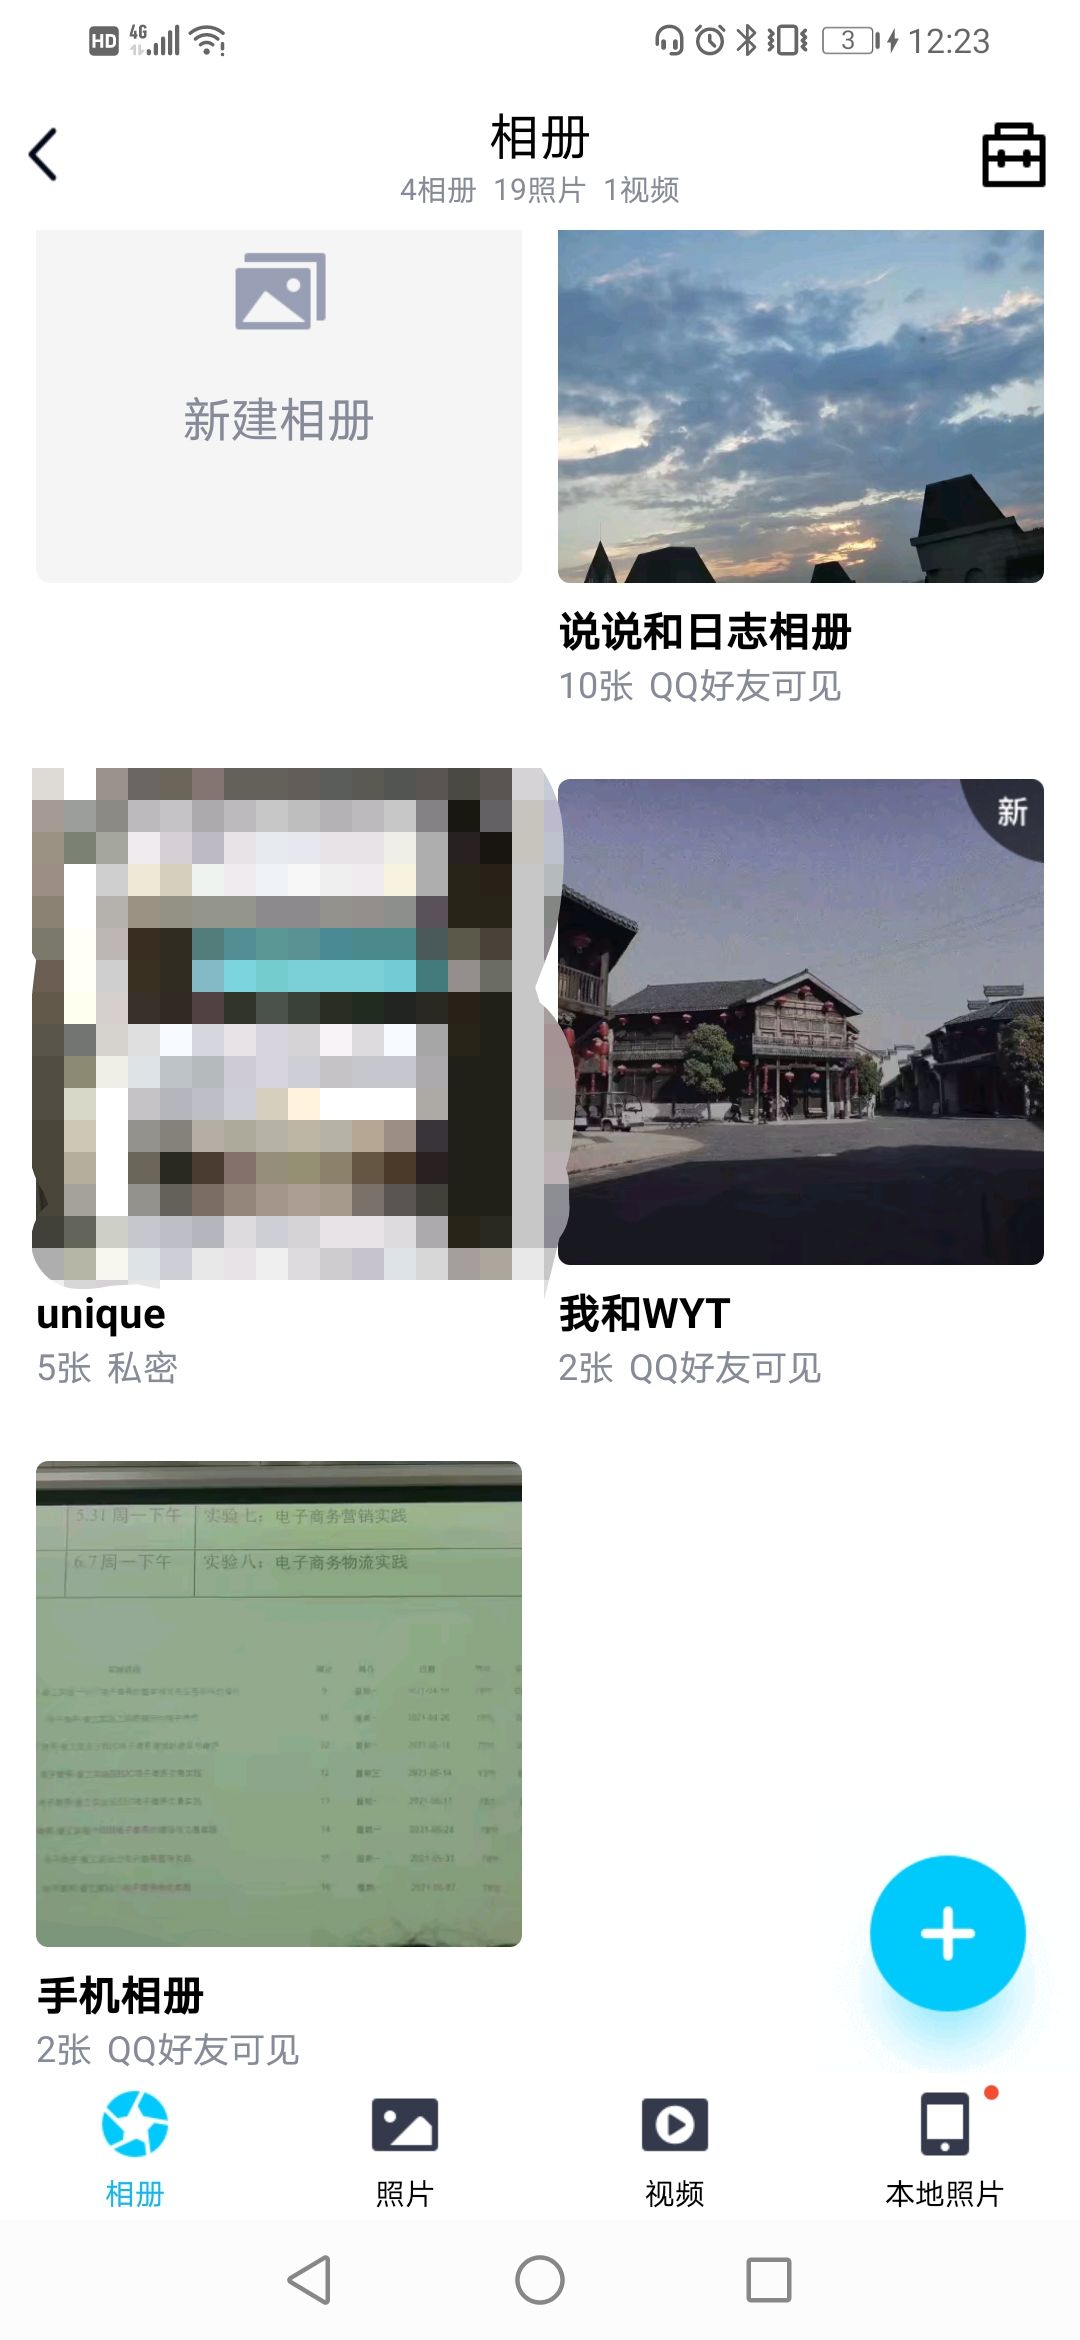 HD 4G 3 12:23
相册
4相册 19照片 1视频
新建相册
说说和日志相册
10张 QQ好友可见
新
unique
5张 私密
我和WYT
2张 QQ好友可见
5.31 周一下午 实验七：电子商务营销实践
6.7 周一下午 实验八：电子商务物流实践
手机相册
2张 QQ好友可见
相册 照片 视频 本地照片